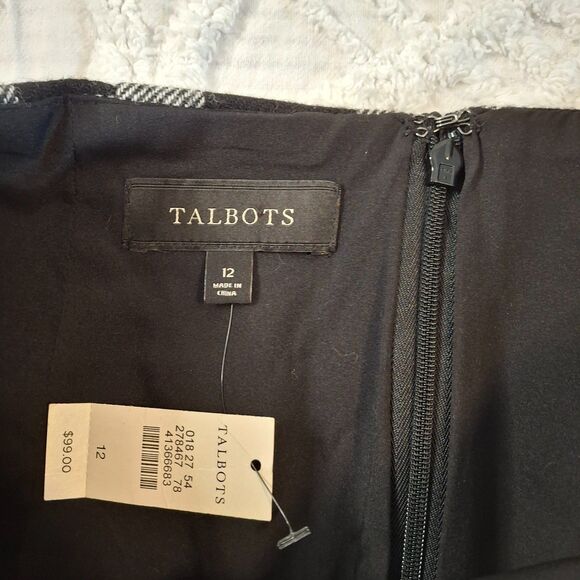 TALBOTS
12
MADE IN
CHINA
TALBOTS
018 27 54
278467 78
41366683
12
$99.00